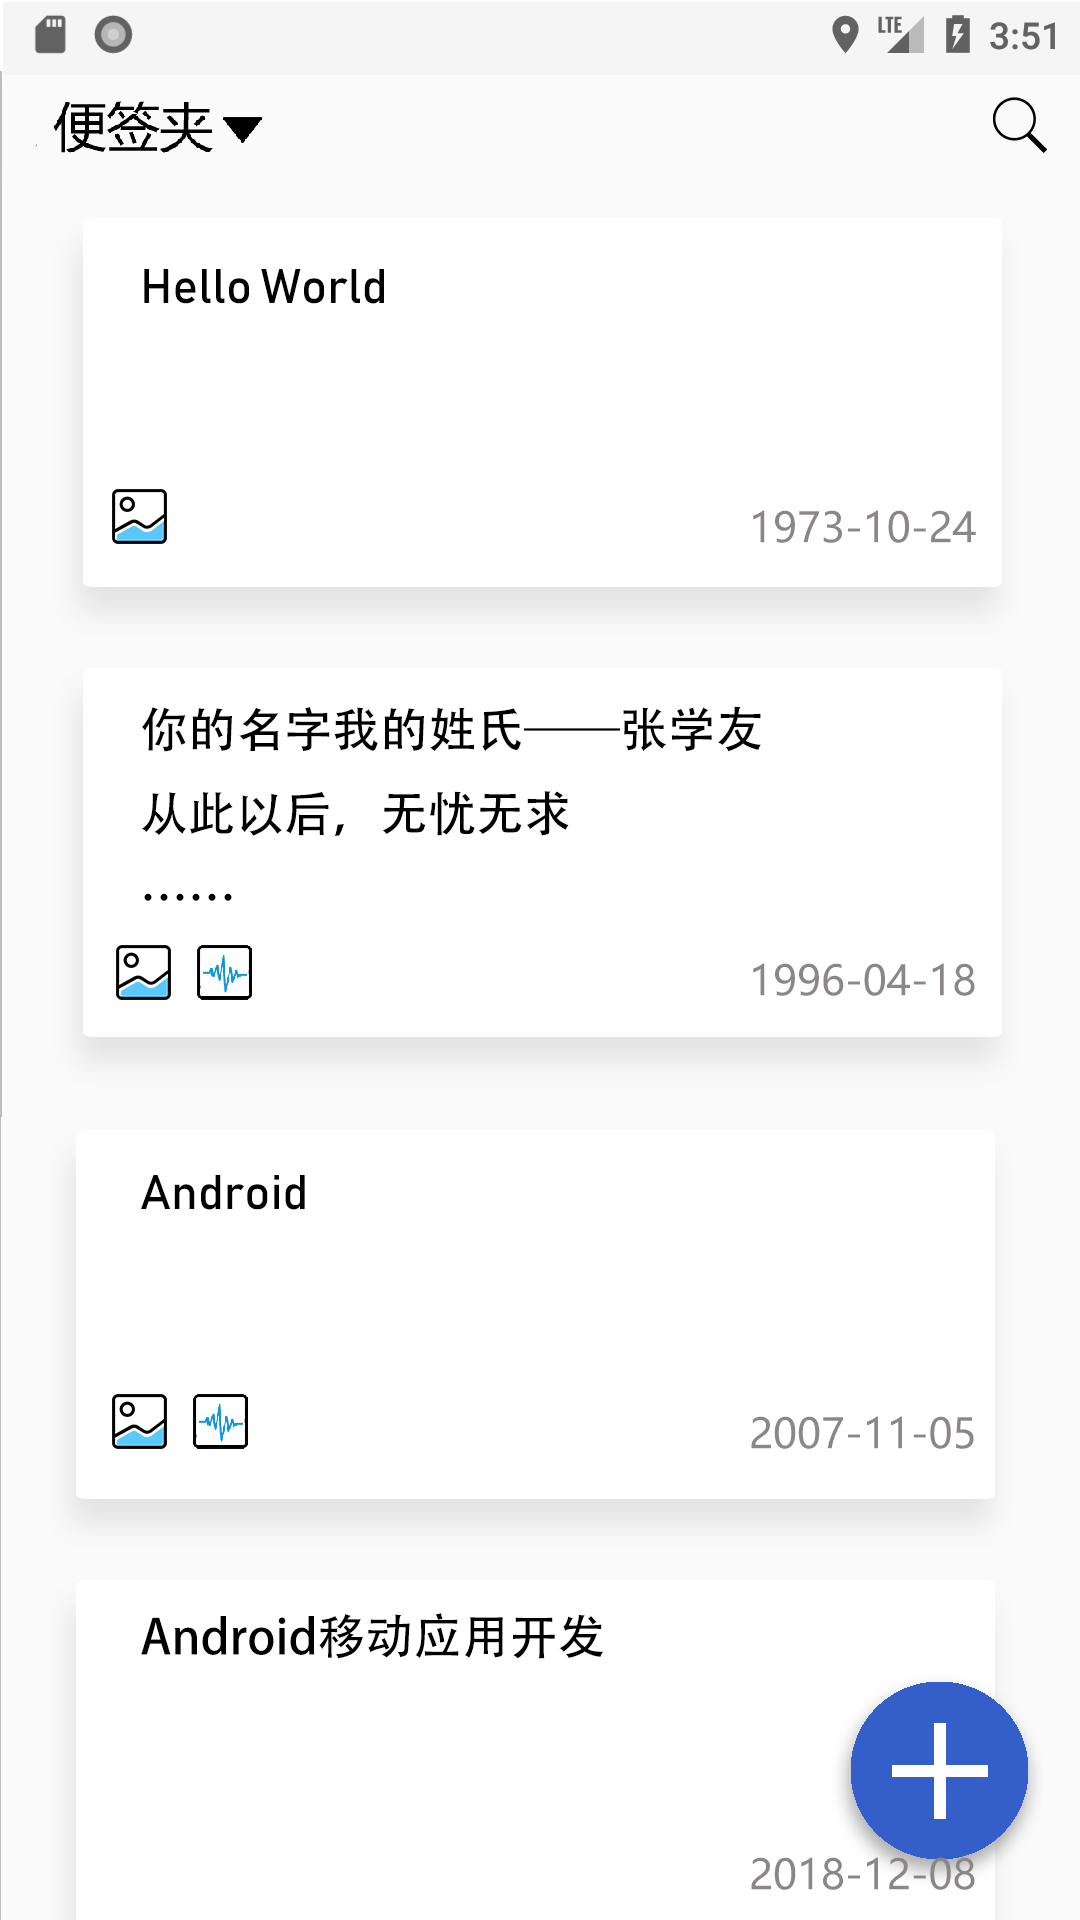 LTE 3:51
便签夹
Hello World
1973-10-24
你的名字我的姓氏——张学友
从此以后，无忧无求
······
1996-04-18
Android
2007-11-05
Android移动应用开发
2018-12-08